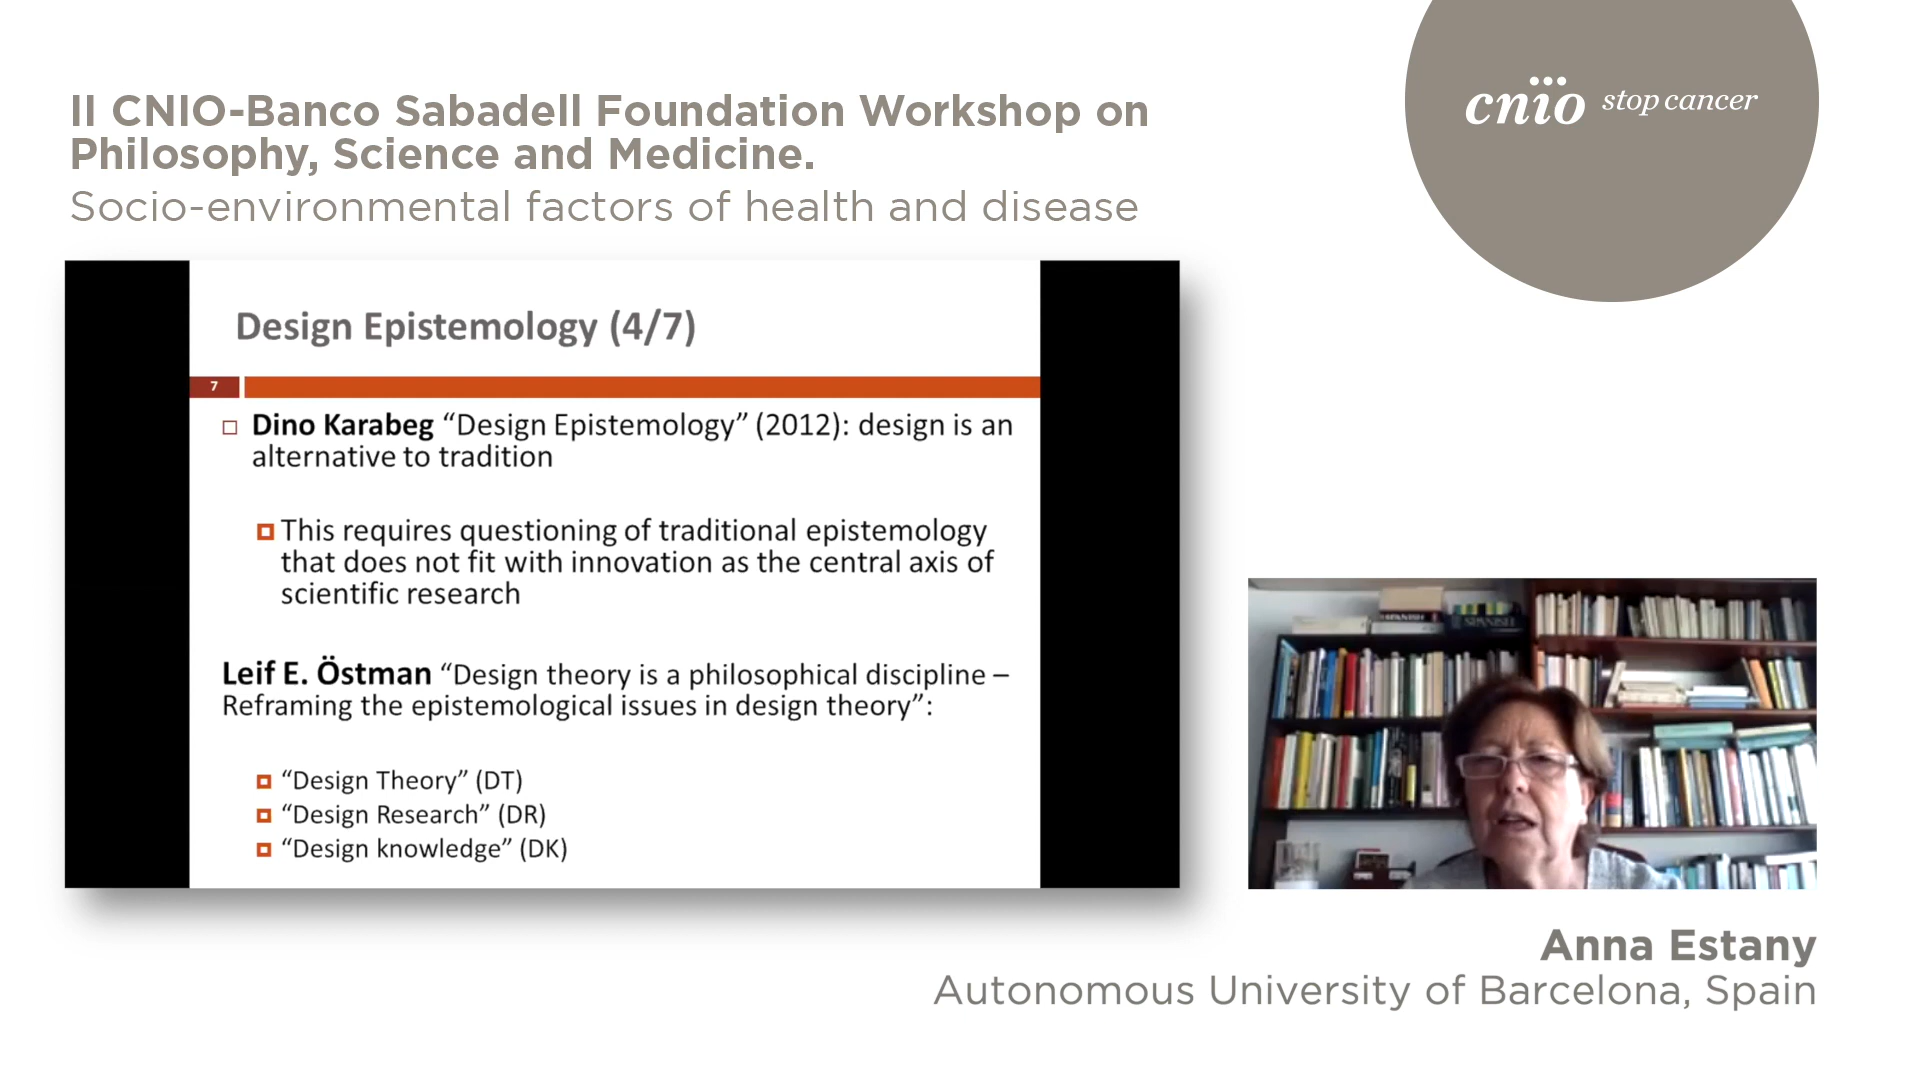 II CNIO-Banco Sabadell Foundation Workshop on
Philosophy, Science and Medicine.
Socio-environmental factors of health and disease
cnio stop cancer
Design Epistemology (4/7)
7
Dino Karabeg “Design Epistemology” (2012): design is an
alternative to tradition
This requires questioning of traditional epistemology
that does not fit with innovation as the central axis of
scientific research
Leif E. Östman “Design theory is a philosophical discipline –
Reframing the epistemological issues in design theory”:
“Design Theory” (DT)
“Design Research” (DR)
“Design knowledge” (DK)
SPANISH
SPANISH
Anna Estany
Autonomous University of Barcelona, Spain